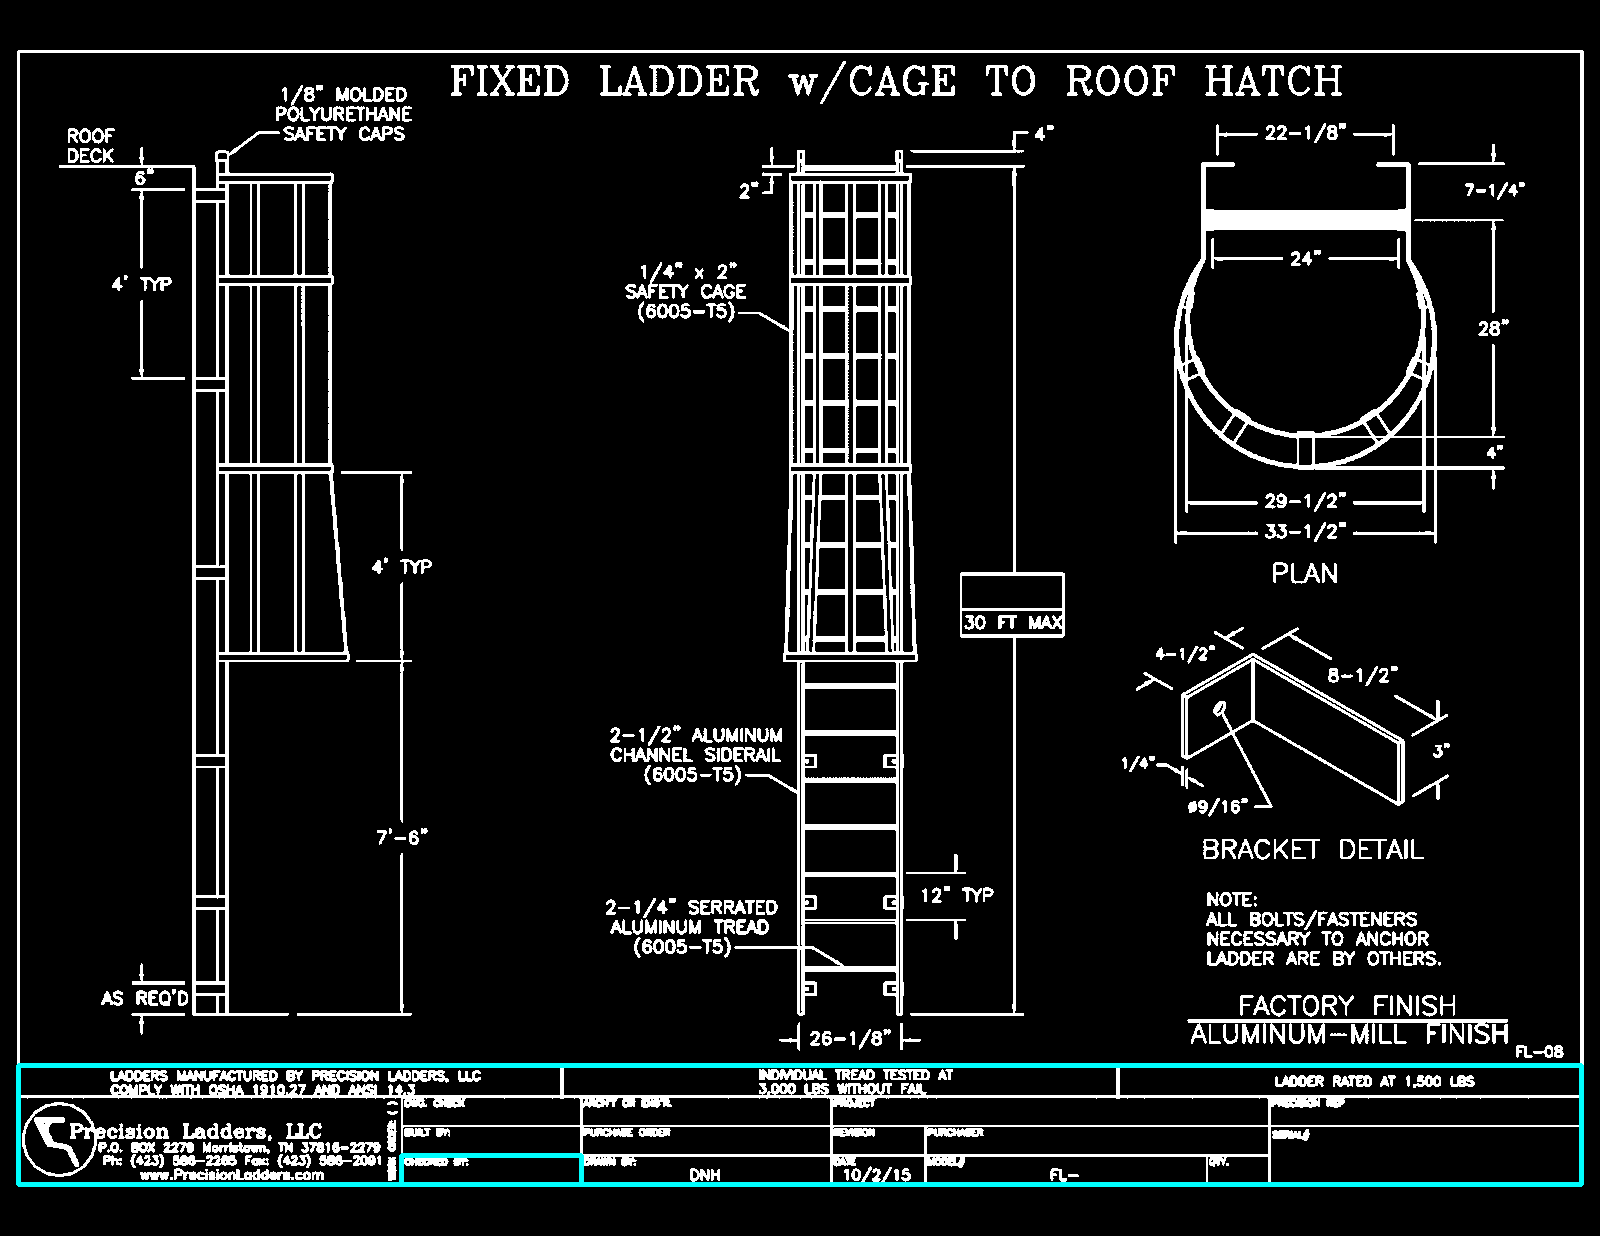 FIXED LADDER w/CAGE TO ROOF HATCH
1/8" MOLDED
POLYURETHANE
SAFETY CAPS
ROOF
DECK
6"
4' TYP
4' TYP
7'-6"
AS REQ'D
4"
2"
1/4" x 2"
SAFETY CAGE
(6005-T5)
30 FT MAX
2-1/2" ALUMINUM
CHANNEL SIDERAIL
(6005-T5)
12" TYP
2-1/4" SERRATED
ALUMINUM TREAD
(6005-T5)
26-1/8"
22-1/8"
7-1/4"
24"
28"
4"
29-1/2"
33-1/2"
PLAN
4-1/2"
8-1/2"
3"
1/4"
ø9/16"
BRACKET DETAIL
NOTE:
ALL BOLTS/FASTENERS
NECESSARY TO ANCHOR
LADDER ARE BY OTHERS.
FACTORY FINISH
ALUMINUM-MILL FINISH
FL-08
LADDERS MANUFACTURED BY PRECISION LADDERS, LLC
COMPLY WITH OSHA 1910.27 AND ANSI 14.3
INDIVIDUAL TREAD TESTED AT
3,000 LBS WITHOUT FAIL
LADDER RATED AT 1,500 LBS
Precision Ladders, LLC
P.O. BOX 2279 Morristown, TN 37816-2279
Ph: (423) 586-2265 Fax: (423) 586-2091
www.PrecisionLadders.com
PROJECT
BUILT BY:
PURCHASE ORDER
REVISION
PURCHASER
SERIAL#
CHECKED BY:
DRAWN BY:
DNH
DATE
10/2/15
MODEL#
FL-
QTY.